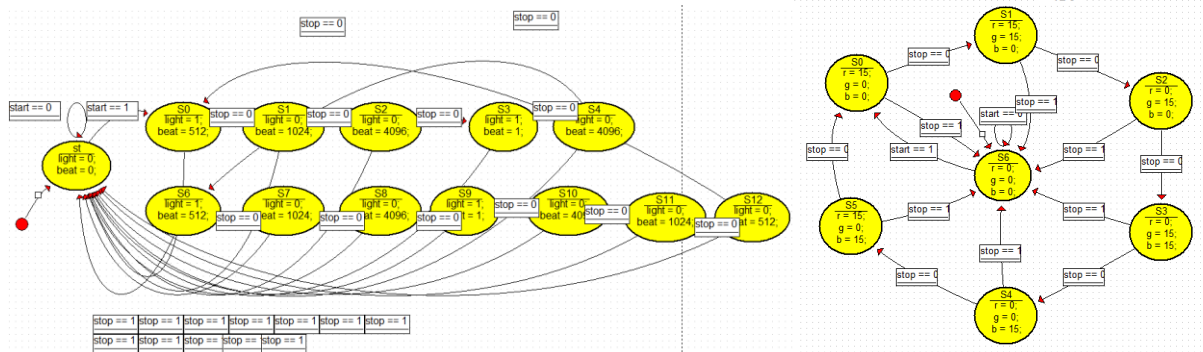 stop == 0
stop == 0
start == 0
start == 1
st
light = 0;
beat = 0;
S0
light = 1;
beat = 512;
stop == 0
S1
light = 0;
beat = 1024;
stop == 0
S2
light = 0;
beat = 4096;
stop == 0
S3
light = 1;
beat = 1;
stop == 0
S4
light = 0;
beat = 4096;
S6
light = 1;
beat = 512;
stop == 0
S7
light = 0;
beat = 1024;
stop == 0
S8
light = 0;
beat = 4096;
stop == 0
S9
light = 1;
= 1;
stop == 0
S10
light = 0;
stop == 0
S11
light = 0;
beat = 1024;
stop == 0
S12
light = 0;
at = 512;
stop == 1 stop == 1 stop == 1 stop == 1 stop == 1 stop == 1 stop == 1
stop == 1 stop == 1 stop == 1 stop == 1
S1
r = 15;
g = 15;
b = 0;
stop == 0
stop == 0
S0
r = 15;
g = 0;
b = 0;
S2
r = 0;
g = 15;
b = 0;
stop == 1
start == 0
stop == 1
stop == 0
start == 1
stop == 1
stop == 0
S6
r = 0;
g = 0;
b = 0;
S5
r = 15;
g = 0;
b = 15;
stop == 1
stop == 1
S3
r = 0;
g = 15;
b = 15;
stop == 0
stop == 1
stop == 0
S4
r = 0;
g = 0;
b = 15;